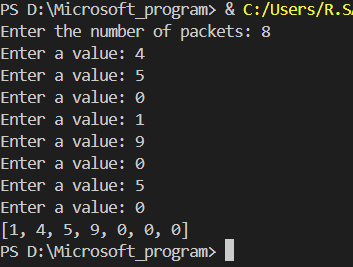 PS D:\Microsoft_program> & C:/Users/R.S
Enter the number of packets: 8
Enter a value: 4
Enter a value: 5
Enter a value: 0
Enter a value: 1
Enter a value: 9
Enter a value: 0
Enter a value: 5
Enter a value: 0
[1, 4, 5, 9, 0, 0, 0]
PS D:\Microsoft_program>